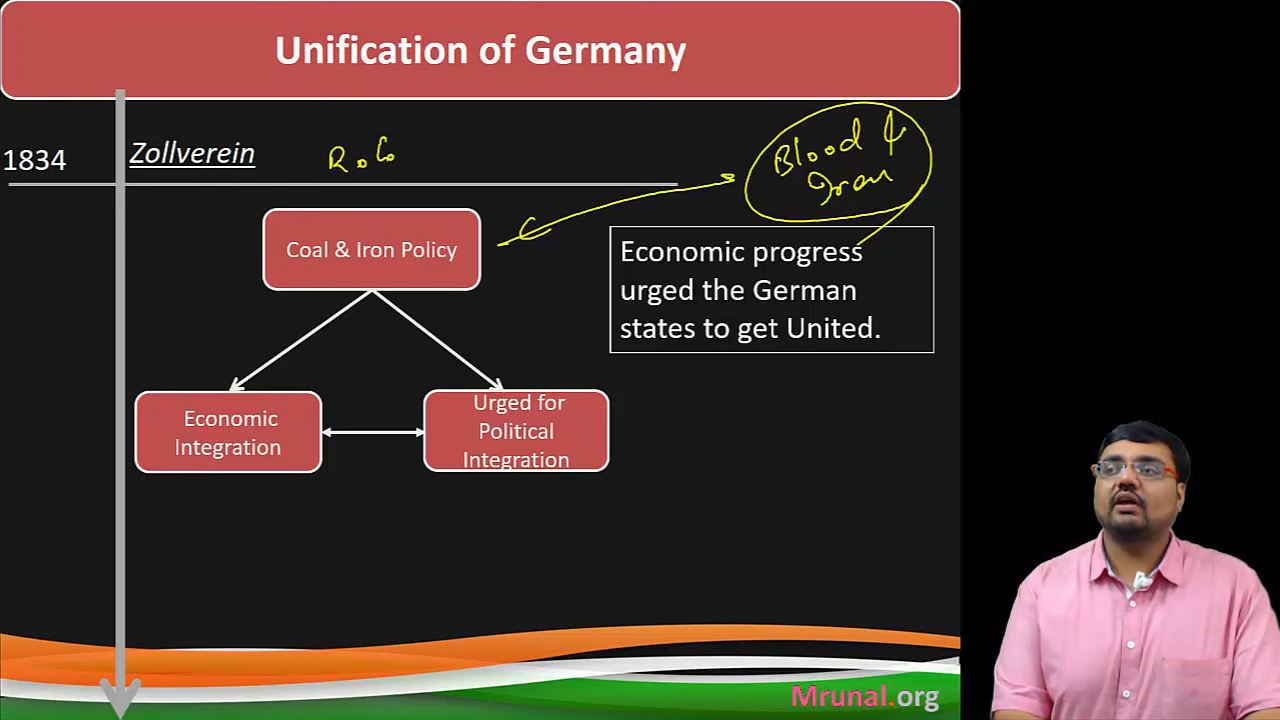 Unification of Germany
1834
Zollverein
Blood &
Iron
Coal & Iron Policy
Economic progress
urged the German
states to get United.
Economic
Integration
Urged for
Political
Integration
Mrunal.org